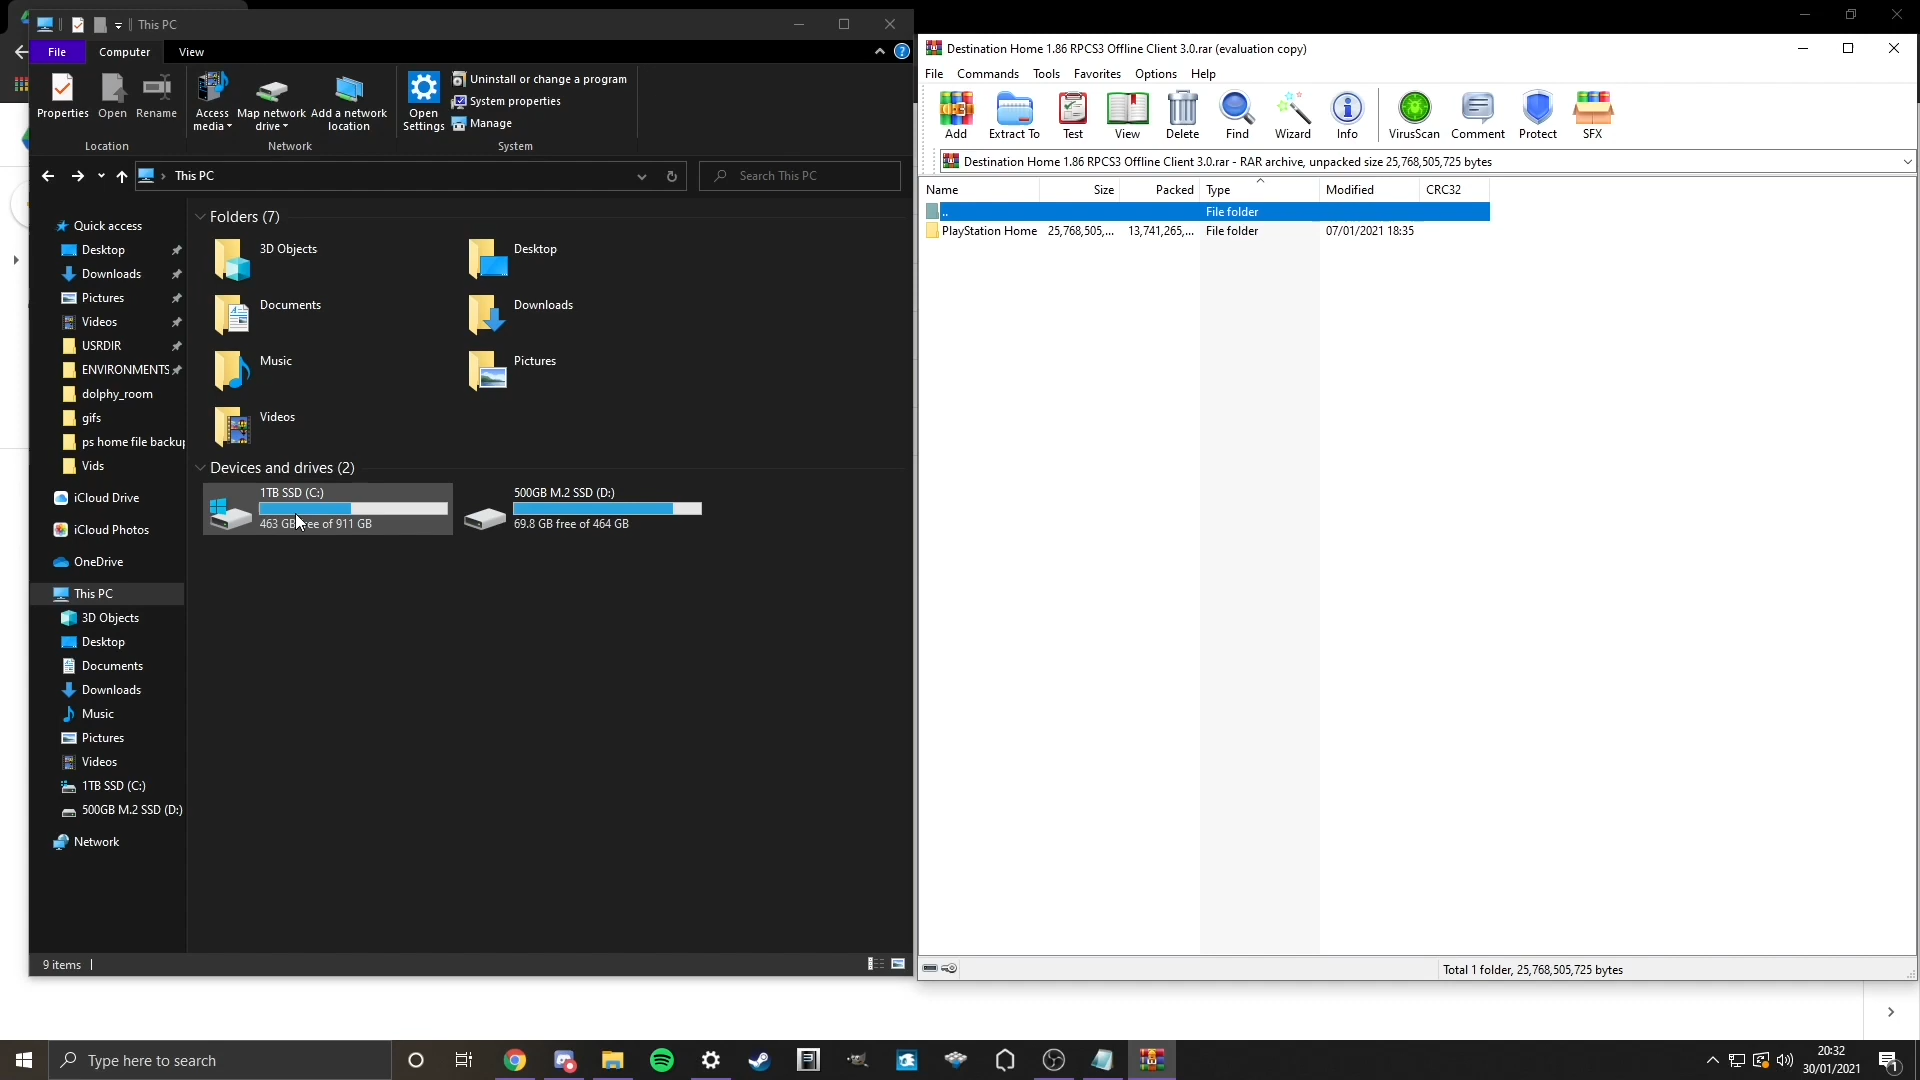 This PC
File
Computer
View
Properties
Open
Rename
Access media
Map network drive
Add a network location
Open Settings
Uninstall or change a program
System properties
Manage
Location
Network
System
This PC
Search This PC
Quick access
Desktop
Downloads
Pictures
Videos
USRDIR
ENVIRONMENTS
dolphy_room
gifs
ps home file backup
Vids
iCloud Drive
iCloud Photos
OneDrive
This PC
3D Objects
Desktop
Documents
Downloads
Music
Pictures
Videos
1TB SSD (C:)
500GB M.2 SSD (D:)
Network
Folders (7)
3D Objects
Desktop
Documents
Downloads
Music
Pictures
Videos
Devices and drives (2)
1TB SSD (C:)
463 GB free of 911 GB
500GB M.2 SSD (D:)
69.8 GB free of 464 GB
9 items
Destination Home 1.86 RPCS3 Offline Client 3.0.rar (evaluation copy)
File Commands Tools Favorites Options Help
Add Extract To Test View Delete Find Wizard Info VirusScan Comment Protect SFX
Destination Home 1.86 RPCS3 Offline Client 3.0.rar - RAR archive, unpacked size 25,768,505,725 bytes
Name Size Packed Type Modified CRC32
.. File folder
PlayStation Home 25,768,505,... 13,741,265,... File folder 07/01/2021 18:35
Total 1 folder, 25,768,505,725 bytes
Type here to search
20:32
30/01/2021
1